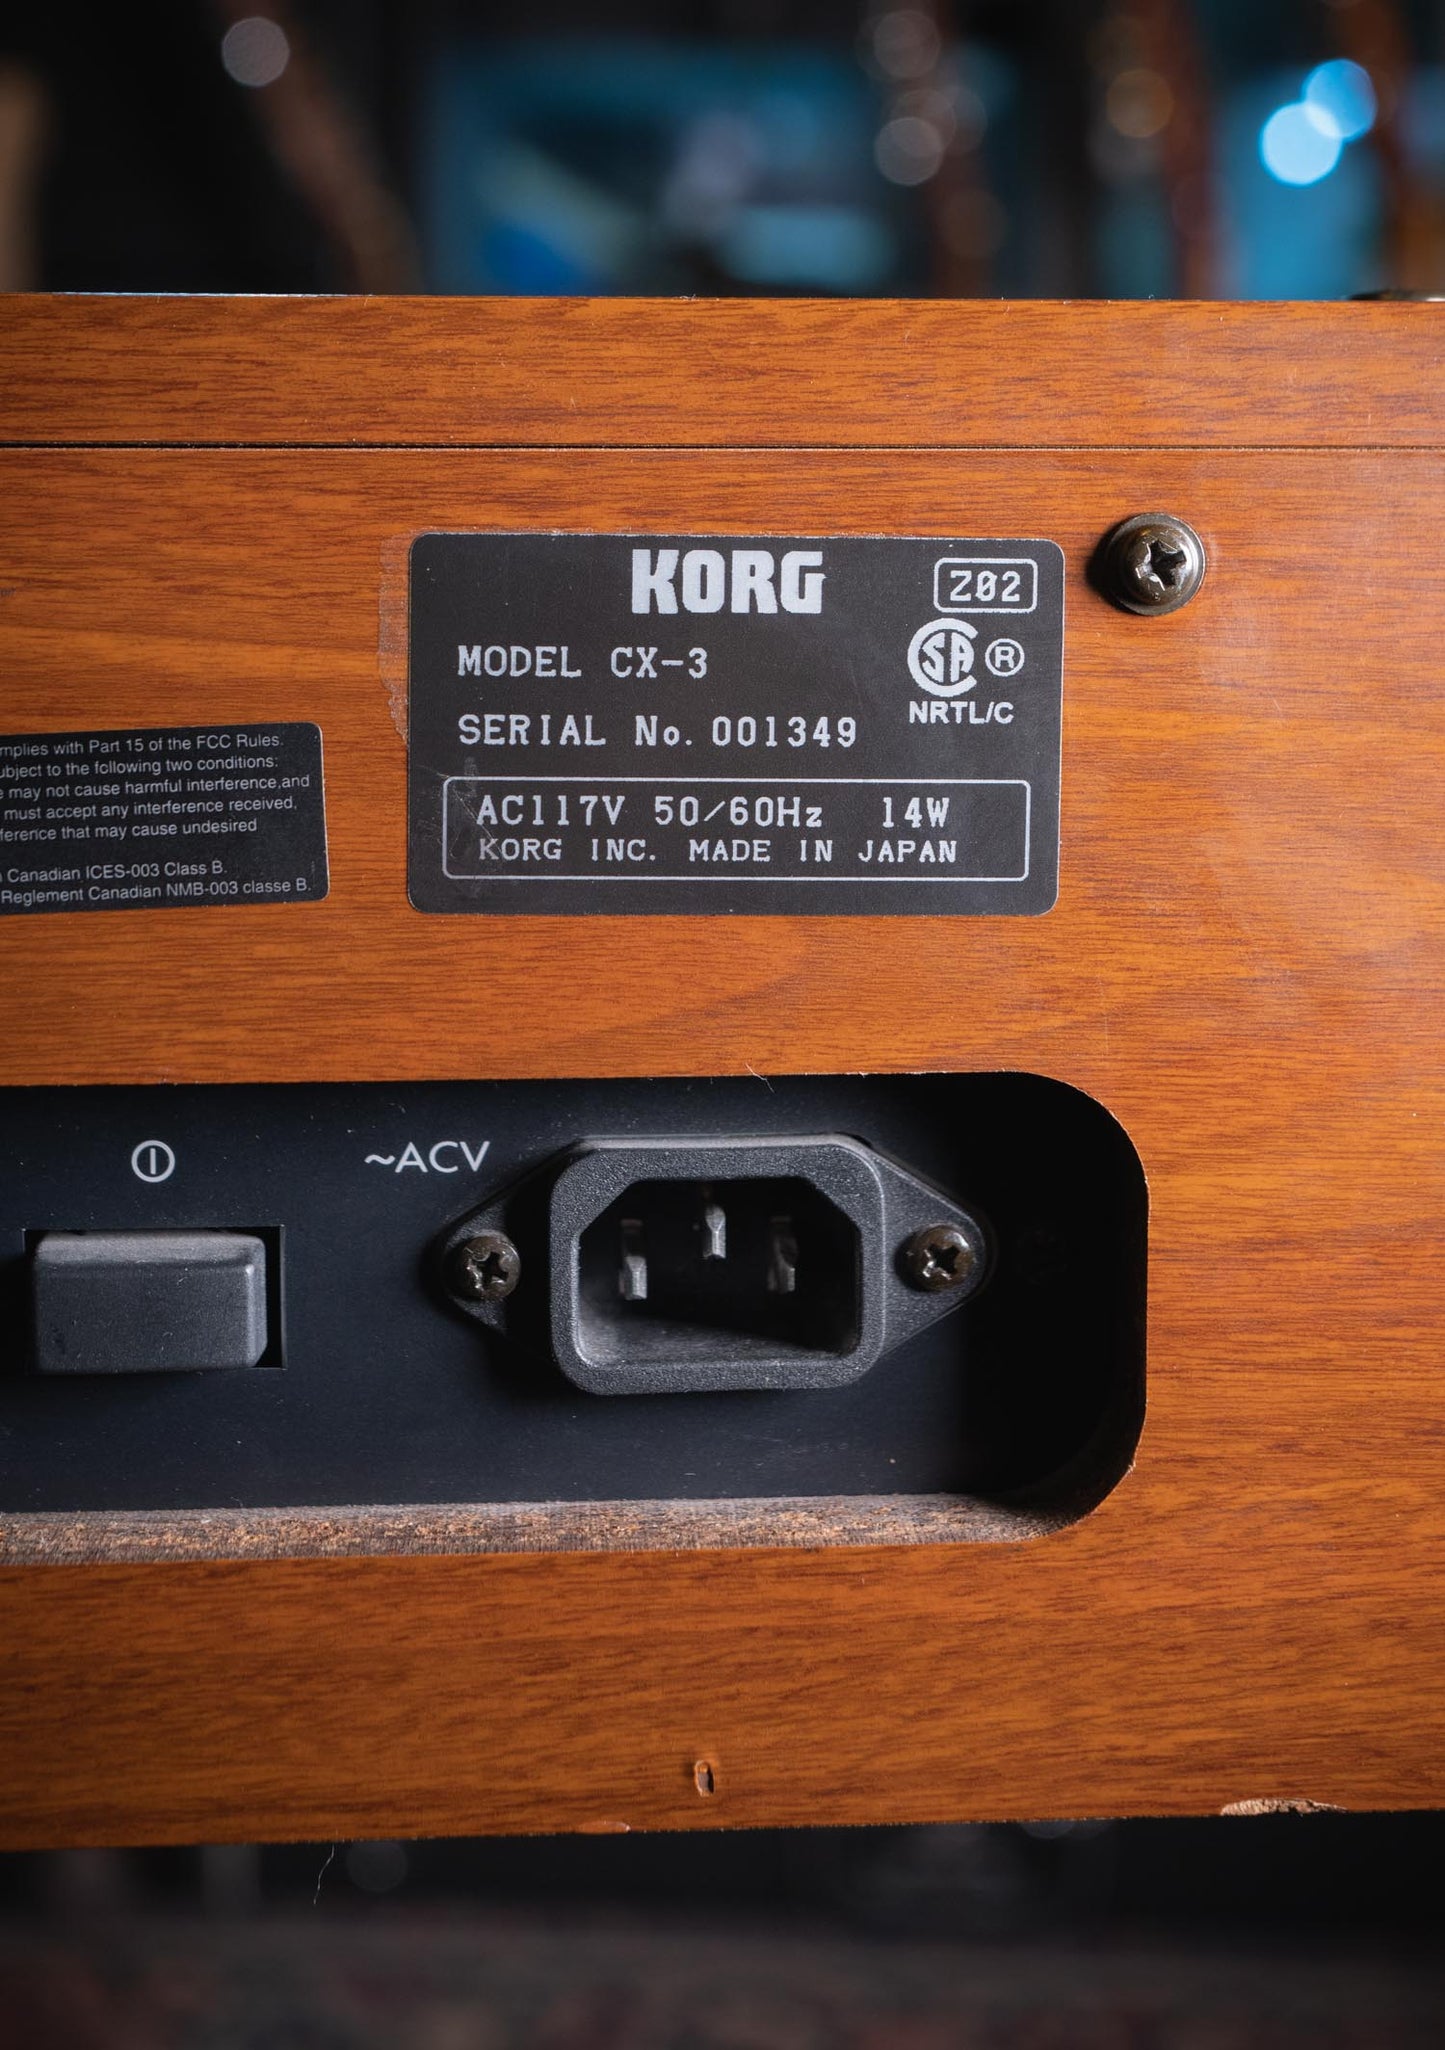 KORG
Z02
MODEL CX-3
SERIAL No. 001349
CSA ®
NRTL/C
AC117V 50/60Hz 14W
KORG INC. MADE IN JAPAN
mplies with Part 15 of the FCC Rules.
ubject to the following two conditions:
e may not cause harmful interference,and
must accept any interference received,
ference that may cause undesired
Canadian ICES-003 Class B.
Reglement Canadian NMB-003 classe B.
~ACV